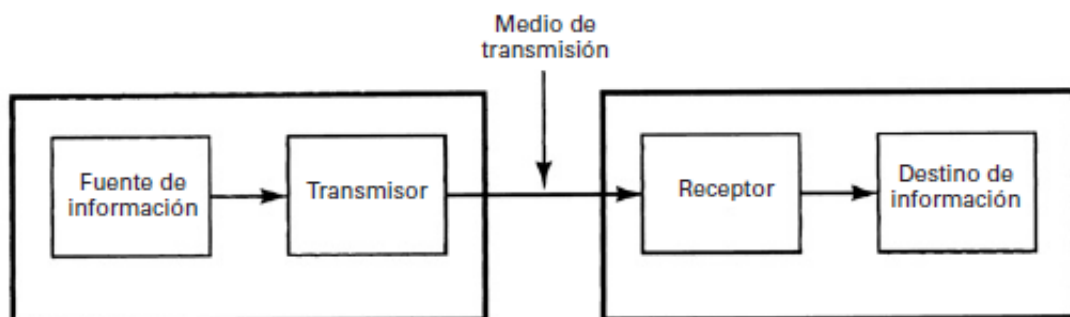 Medio de
transmisión
Fuente de
información
Transmisor
Receptor
Destino de
información